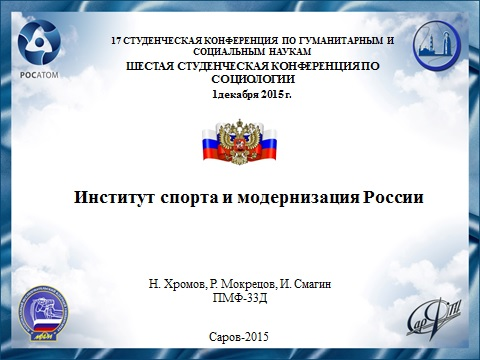 17 СТУДЕНЧЕСКАЯ КОНФЕРЕНЦИЯ ПО ГУМАНИТАРНЫМ И
СОЦИАЛЬНЫМ НАУКАМ
ШЕСТАЯ СТУДЕНЧЕСКАЯ КОНФЕРЕНЦИЯ ПО
СОЦИОЛОГИИ
1декабря 2015 г.
РОСАТОМ
Институт спорта и модернизация России
Н. Хромов, Р. Мокрецов, И. Смагин
ПМФ-33Д
СарФТИ
Саров-2015